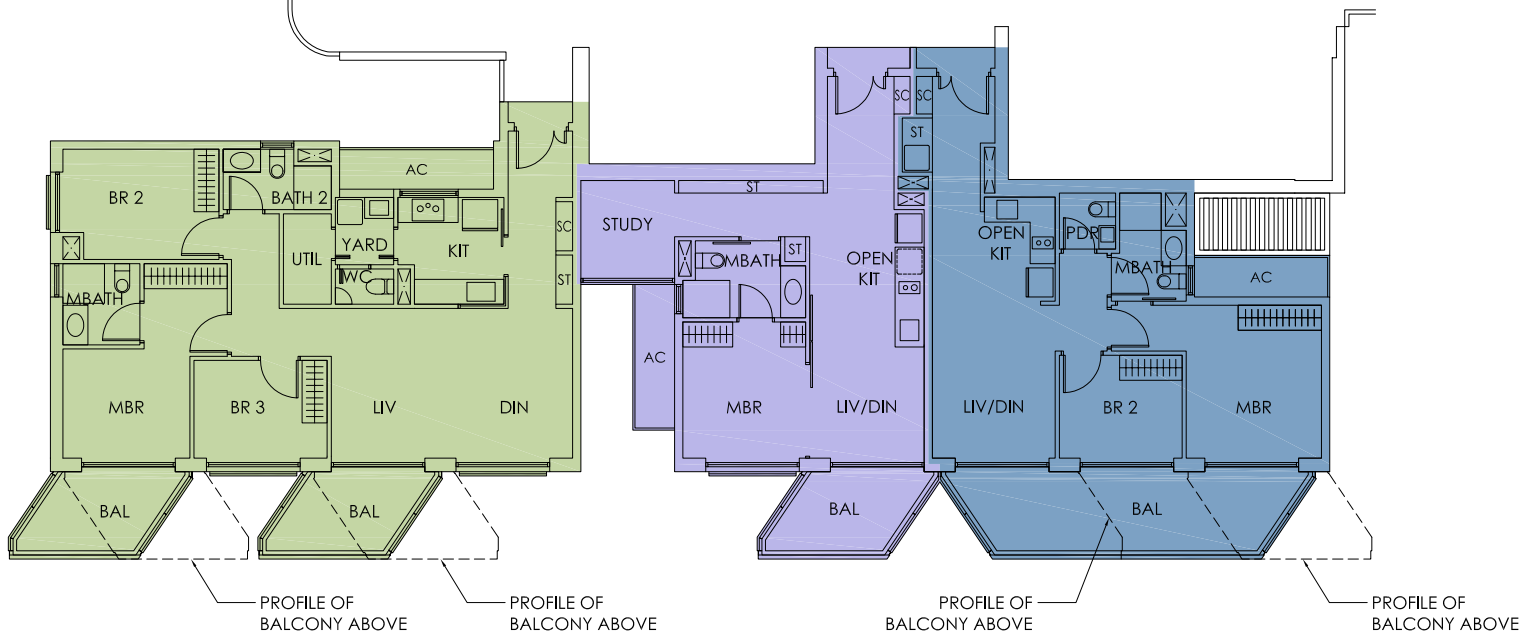 SC
SC
ST
AC
BR 2
BATH 2
ST
STUDY
SC
YARD
KIT
UTIL
OPEN
KIT
PDR
ST
MBATH
OPEN
KIT
MBATH
WC
ST
MBATH
AC
AC
MBR
BR 3
LIV
DIN
MBR
LIV/DIN
LIV/DIN
BR 2
MBR
BAL
BAL
BAL
BAL
PROFILE OF
BALCONY ABOVE
PROFILE OF
BALCONY ABOVE
PROFILE OF
BALCONY ABOVE
PROFILE OF
BALCONY ABOVE